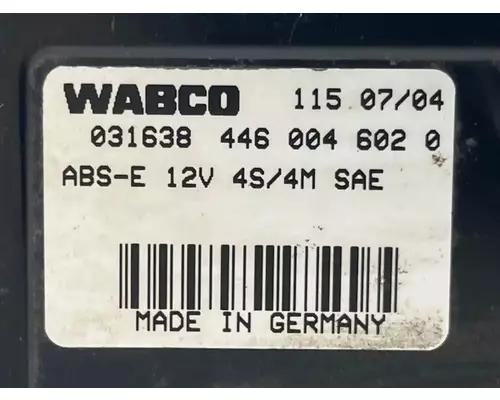 WABCO 115 07/04
031638 446 004 602 0
ABS-E 12V 4S/4M SAE
MADE IN GERMANY